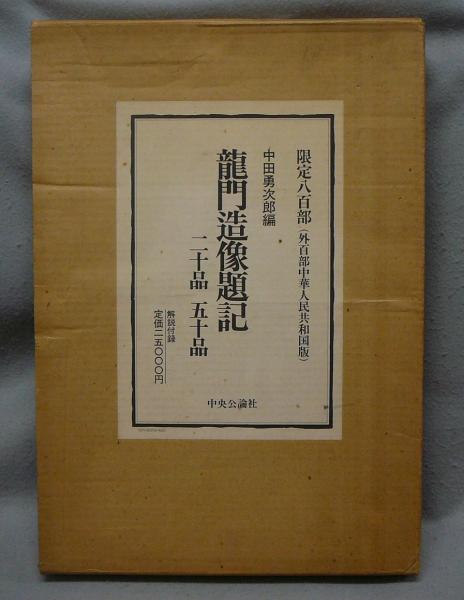 限定八百部(外百部中華人民共和国版)
中田勇次郎編
龍門造像題記
二十品 五十品
解説付録
定価二五〇〇〇円
中央公論社